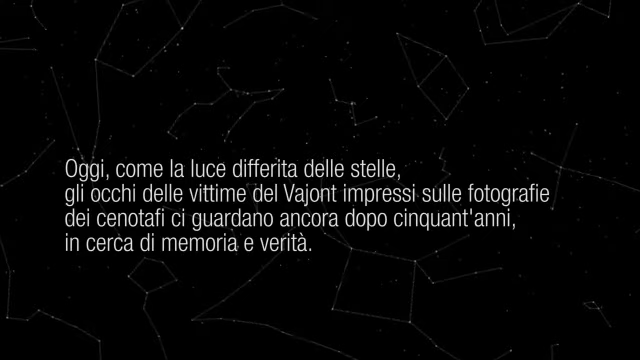 Oggi, come la luce differita delle stelle,
gli occhi delle vittime del Vajont impressi sulle fotografie
dei cenotafi ci guardano ancora dopo cinquant'anni,
in cerca di memoria e verità.